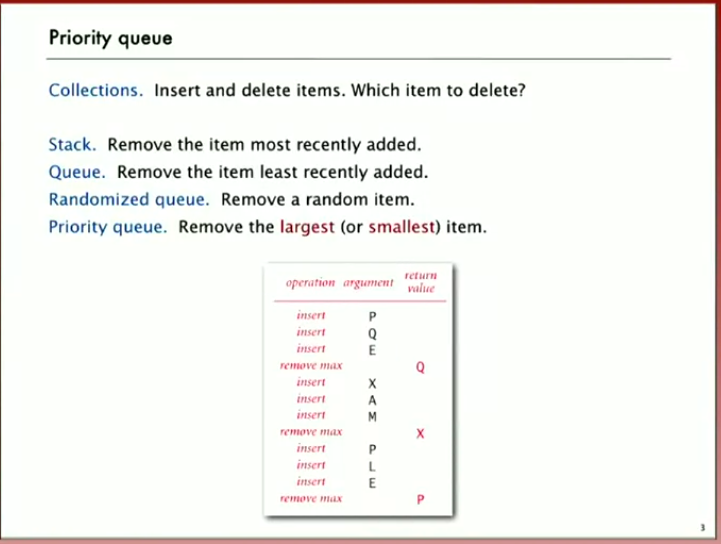 Priority queue
Collections. Insert and delete items. Which item to delete?
Stack. Remove the item most recently added.
Queue. Remove the item least recently added.
Randomized queue. Remove a random item.
Priority queue. Remove the largest (or smallest) item.
operation argument return value
insert P
insert Q
insert E
remove max Q
insert X
insert A
insert M
remove max X
insert P
insert L
insert E
remove max P
3